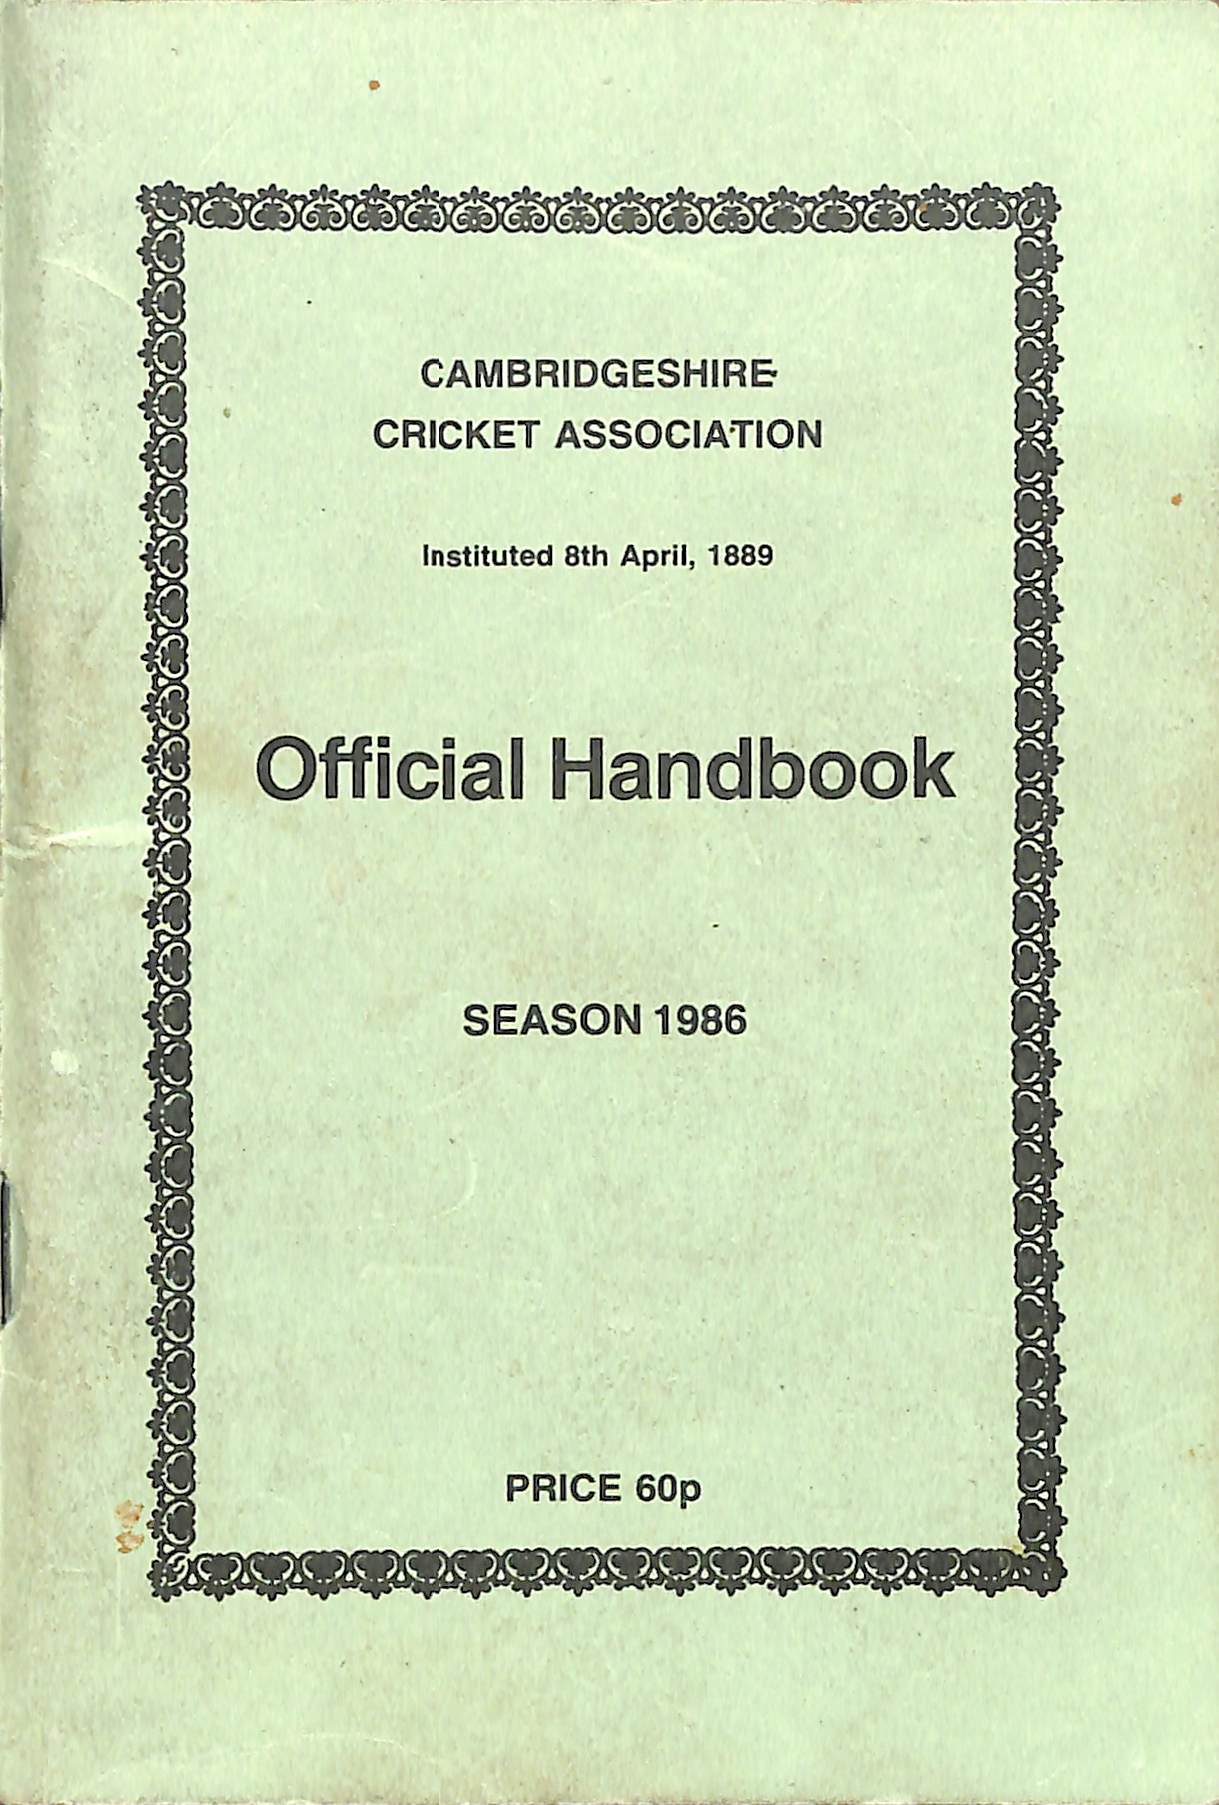 CAMBRIDGESHIRE
CRICKET ASSOCIATION
Instituted 8th April, 1889
Official Handbook
SEASON 1986
PRICE 60p